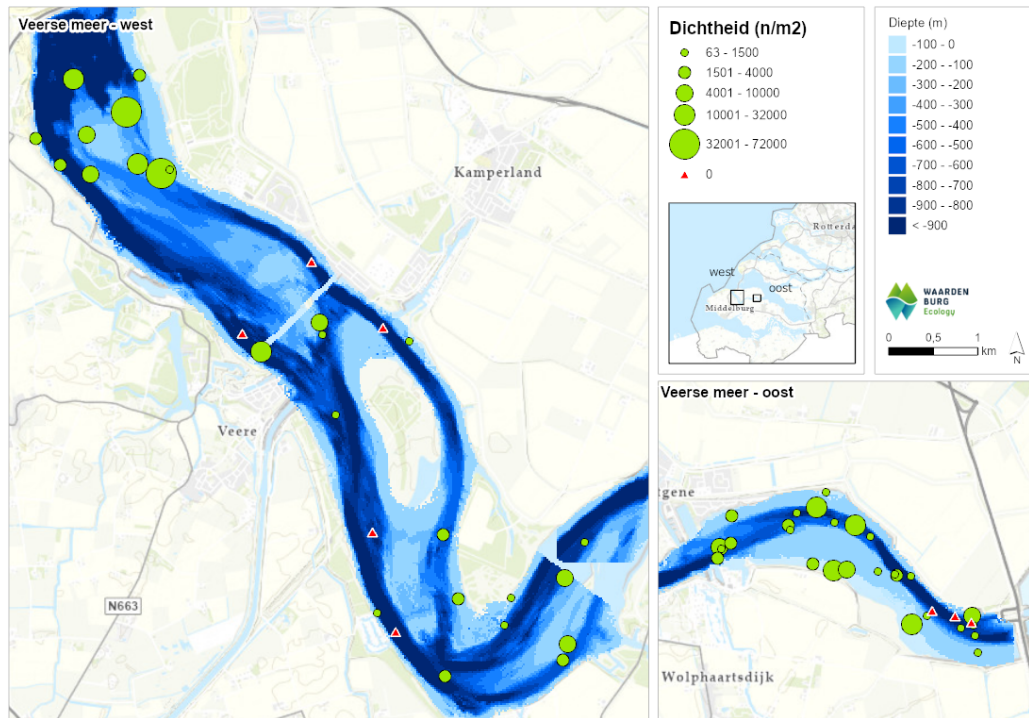 Veerse meer - west
Kamperland
Veere
N663
Dichtheid (n/m2)
63 - 1500
1501 - 4000
4001 - 10000
10001 - 32000
32001 - 72000
0
Rotterda
west
oost
Middelburg
Diepte (m)
-100 - 0
-200 - -100
-300 - -200
-400 - -300
-500 - -400
-600 - -500
-700 - -600
-800 - -700
-900 - -800
< -900
WAARDEN
BURG
Ecology
0 0,5 1
km
N
Veerse meer - oost
tgene
Wolphaartsdijk